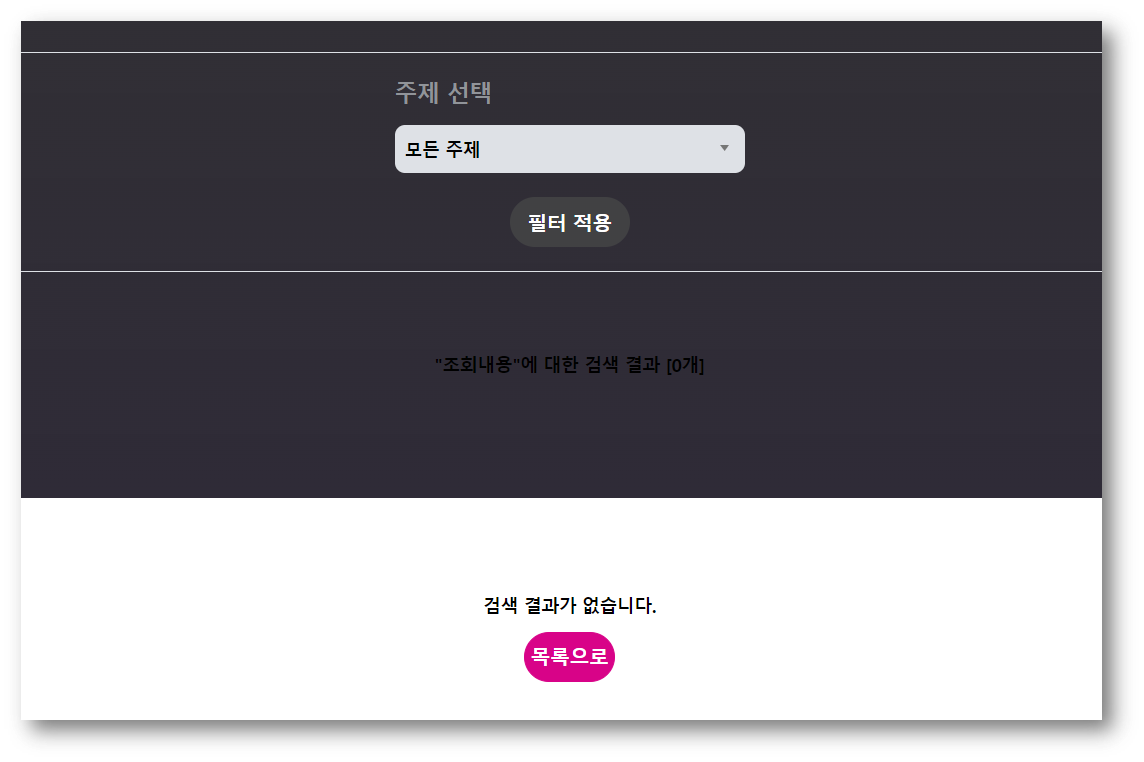 주제 선택
모든 주제
필터 적용
"조회내용"에 대한 검색 결과 [0개]
검색 결과가 없습니다.
목록으로